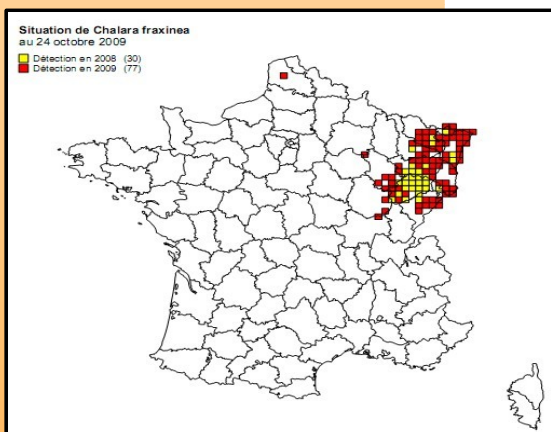 Situation de Chalara fraxinea
au 24 octobre 2009
Détection en 2008 (30)
Détection en 2009 (77)